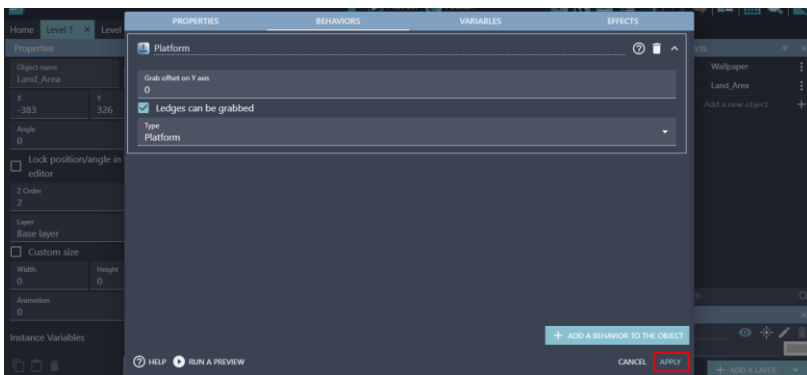 Preview
PROPERTIES
BEHAVIORS
VARIABLES
EFFECTS
Home
Level 1
×
Level
Properties
Object name
Land_Area
X
-383
Y
326
Angle
0
Lock position/angle in
editor
Z Order
2
Layer
Base layer
Custom size
Width
0
Height
0
Animation
0
Instance Variables
Platform
Grab offset on Y axis
0
Ledges can be grabbed
Type
Platform
+ ADD A BEHAVIOR TO THE OBJECT
HELP
RUN A PREVIEW
CANCEL
APPLY
cts
Wallpaper
Land_Area
Add a new object
+ ADD A LAYER